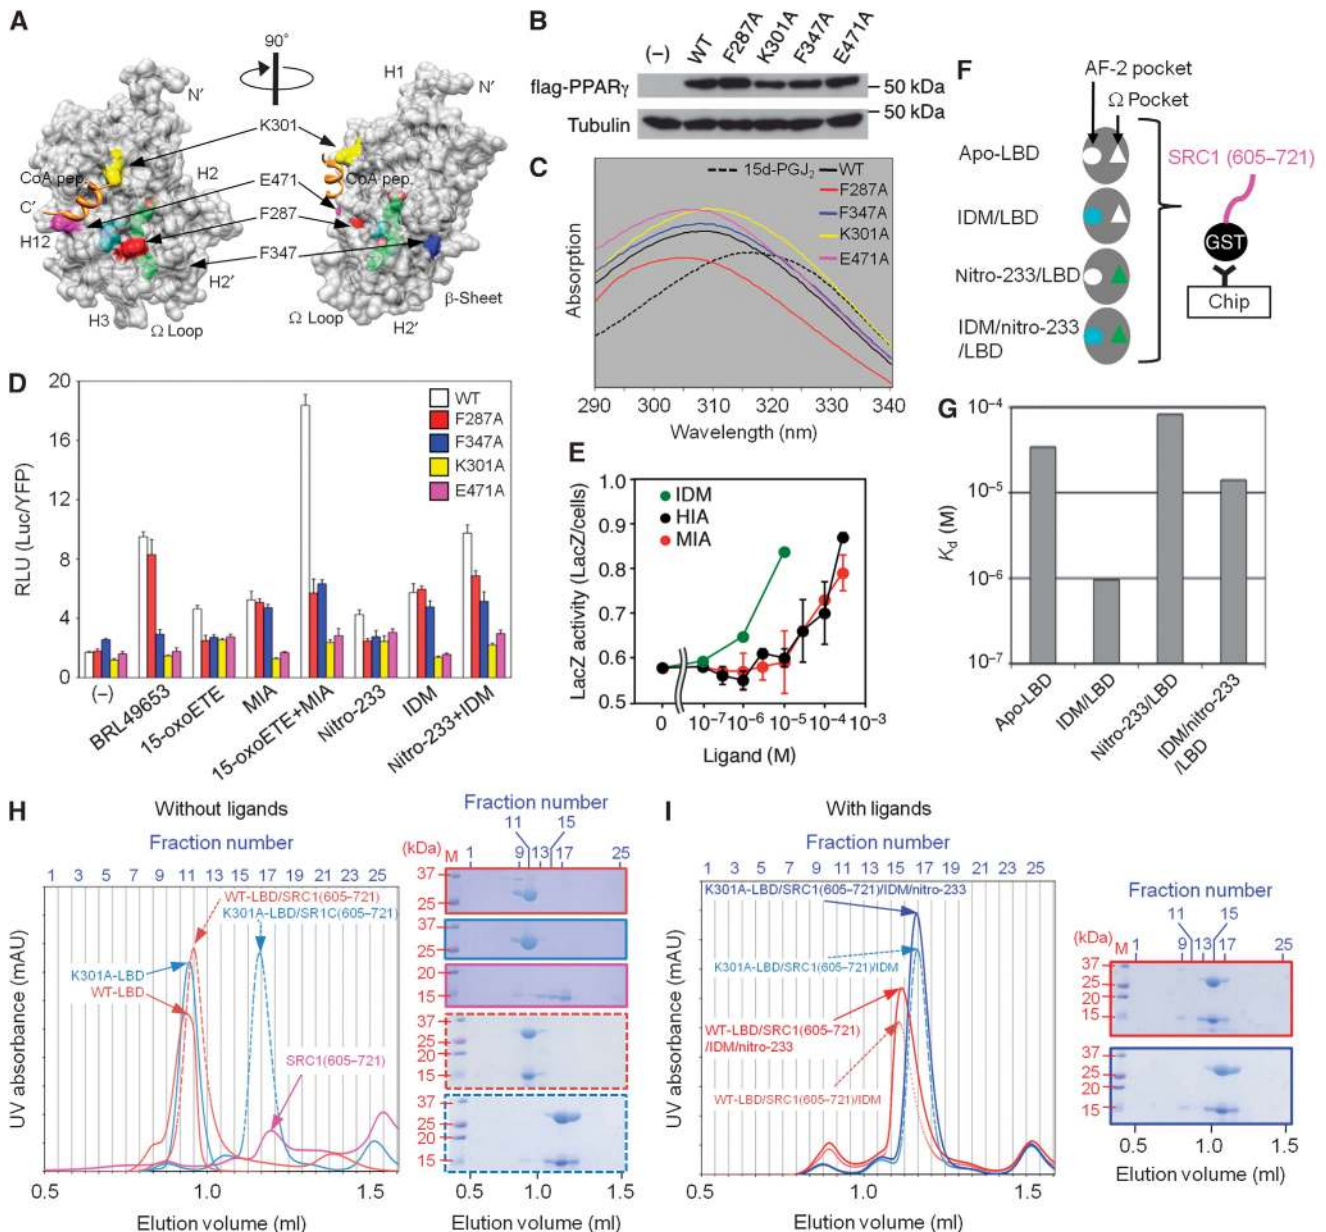 A
90°
N′
H1
N′
K301
CoA pep.
H2
CoA pep.
E471
C′
F287
H12
F347
H2′
β-Sheet
H3
Ω Loop
Ω Loop
H2′
B
(–)
WT
F287A
K301A
F347A
E471A
flag-PPARγ
50 kDa
50 kDa
Tubulin
C
15d-PGJ₂
WT
F287A
F347A
K301A
E471A
Absorption
290 300 310 320 330 340
Wavelength (nm)
D
20
16
12
8
4
0
RLU (Luc/YFP)
WT
F287A
F347A
K301A
E471A
(–)
BRL49653
15-oxoETE
MIA
15-oxoETE+MIA
Nitro-233
IDM
Nitro-233+IDM
E
1.0
0.9
0.8
0.7
0.6
0.5
LacZ activity (LacZ/cells)
IDM
HIA
MIA
0 10⁻⁷ 10⁻⁶ 10⁻⁵ 10⁻⁴ 10⁻³
Ligand (M)
F
AF-2 pocket
Ω Pocket
Apo-LBD
IDM/LBD
Nitro-233/LBD
IDM/nitro-233
/LBD
SRC1 (605–721)
GST
Chip
G
10⁻⁴
10⁻⁵
10⁻⁶
10⁻⁷
Kd (M)
Apo-LBD
IDM/LBD
Nitro-233/LBD
IDM/nitro-233
/LBD
H
Without ligands
Fraction number
1 3 5 7 9 11 13 15 17 19 21 23 25
WT-LBD/SRC1(605–721)
K301A-LBD/SR1C(605–721)
K301A-LBD
WT-LBD
SRC1(605–721)
UV absorbance (mAU)
0.5 1.0 1.5
Elution volume (ml)
Fraction number
11 15
(kDa) M 1 9 13 17 25
37
25
37
25
20
15
37
25
20
15
37
25
20
15
0.5 1.0 1.5
Elution volume (ml)
I
With ligands
Fraction number
1 3 5 7 9 11 13 15 17 19 21 23 25
K301A-LBD/SRC1(605–721)/IDM/nitro-233
K301A-LBD/SRC1(605–721)/IDM
WT-LBD/SRC1(605–721)
/IDM/nitro-233
WT-LBD/SRC1(605–721)/IDM
UV absorbance (mAU)
0.5 1.0 1.5
Elution volume (ml)
Fraction number
11 15
(kDa) M 1 9 13 17 25
37
25
20
15
37
25
20
15
0.5 1.0 1.5
Elution volume (ml)